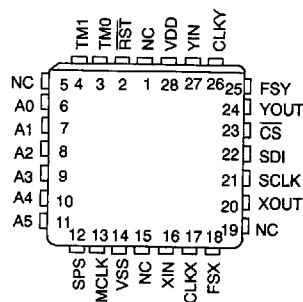 TM1 TM0 R̅S̅T̅ NC VDD YIN CLKY
4 3 2 1 28 27 26
NC 5 25 FSY
A0 6 24 YOUT
A1 7 23 C̅S̅
A2 8 22 SDI
A3 9 21 SCLK
A4 10 20 XOUT
A5 11 19 NC
12 13 14 15 16 17 18
SPS MCLK VSS NC XIN CLKX FSX